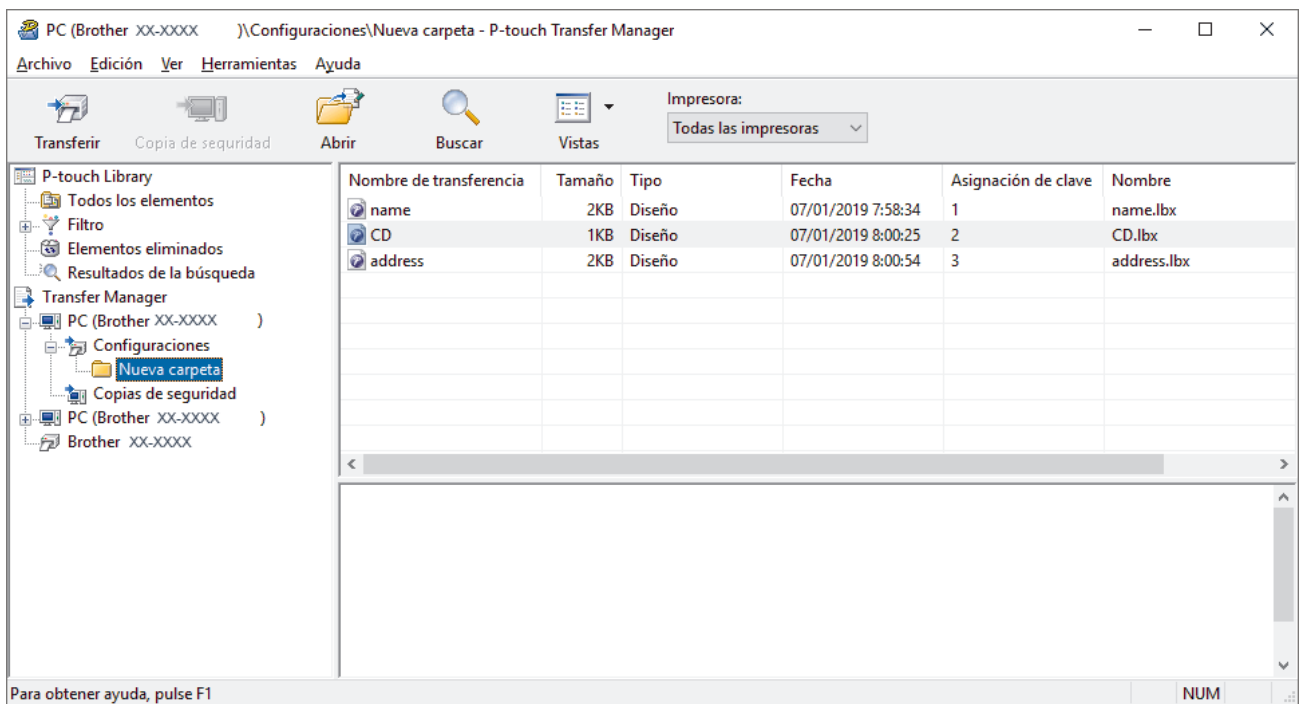 PC (Brother XX-XXXX )\Configuraciones\Nueva carpeta - P-touch Transfer Manager
Archivo Edición Ver Herramientas Ayuda
Impresora:
Todas las impresoras
Transferir Copia de seguridad Abrir Buscar Vistas
P-touch Library
Todos los elementos
Filtro
Elementos eliminados
Resultados de la búsqueda
Transfer Manager
PC (Brother XX-XXXX )
Configuraciones
Nueva carpeta
Copias de seguridad
PC (Brother XX-XXXX )
Brother XX-XXXX
Nombre de transferencia Tamaño Tipo Fecha Asignación de clave Nombre
name 2KB Diseño 07/01/2019 7:58:34 1 name.lbx
CD 1KB Diseño 07/01/2019 8:00:25 2 CD.lbx
address 2KB Diseño 07/01/2019 8:00:54 3 address.lbx
Para obtener ayuda, pulse F1 NUM